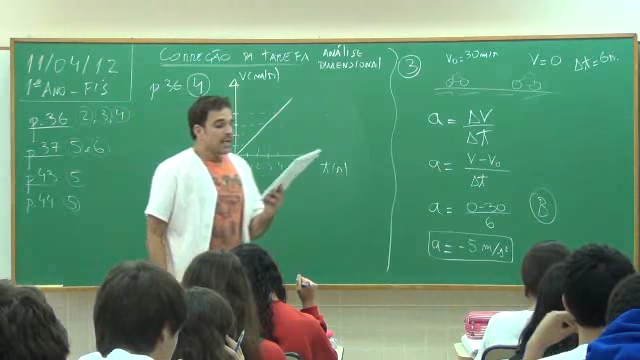 11/04/12
1º Ano - Fís
p.36 2, 3, 4
p.37 5 e 6
p.43 5
p.44 5
CORREÇÃO DA TAREFA ANÁLISE DIMENSIONAL
p.36 4
V(m/s)
t(s)
3
V₀=30m/s V=0 Δt=6s.
a = ΔV/Δt
a = V-V₀/Δt
a = 0-30/6
B
a = -5 m/s²